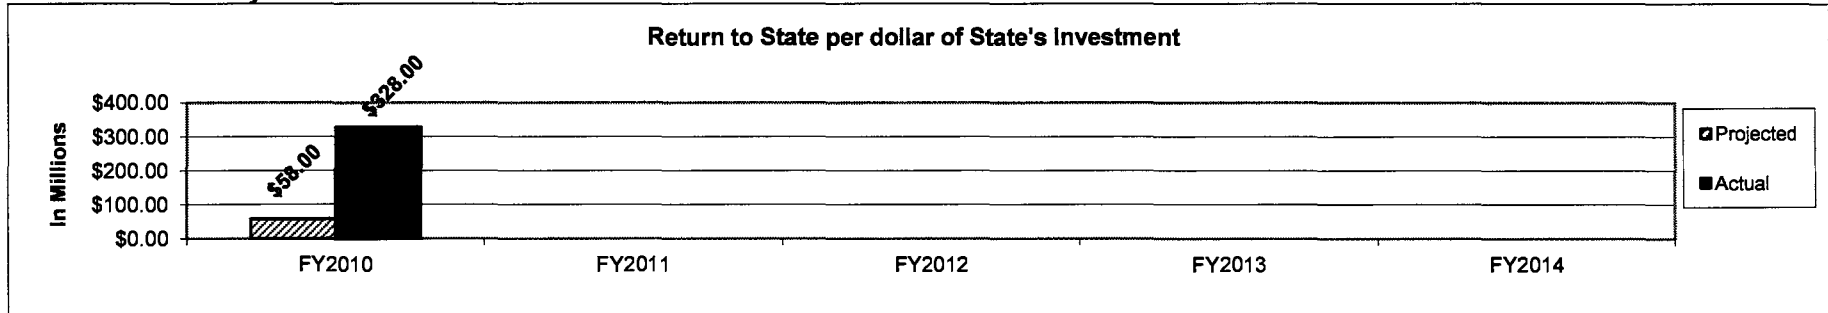 Return to State per dollar of State's Investment
$328.00
$58.00
In Millions
$400.00
$300.00
$200.00
$100.00
$0.00
FY2010 FY2011 FY2012 FY2013 FY2014
Projected
Actual